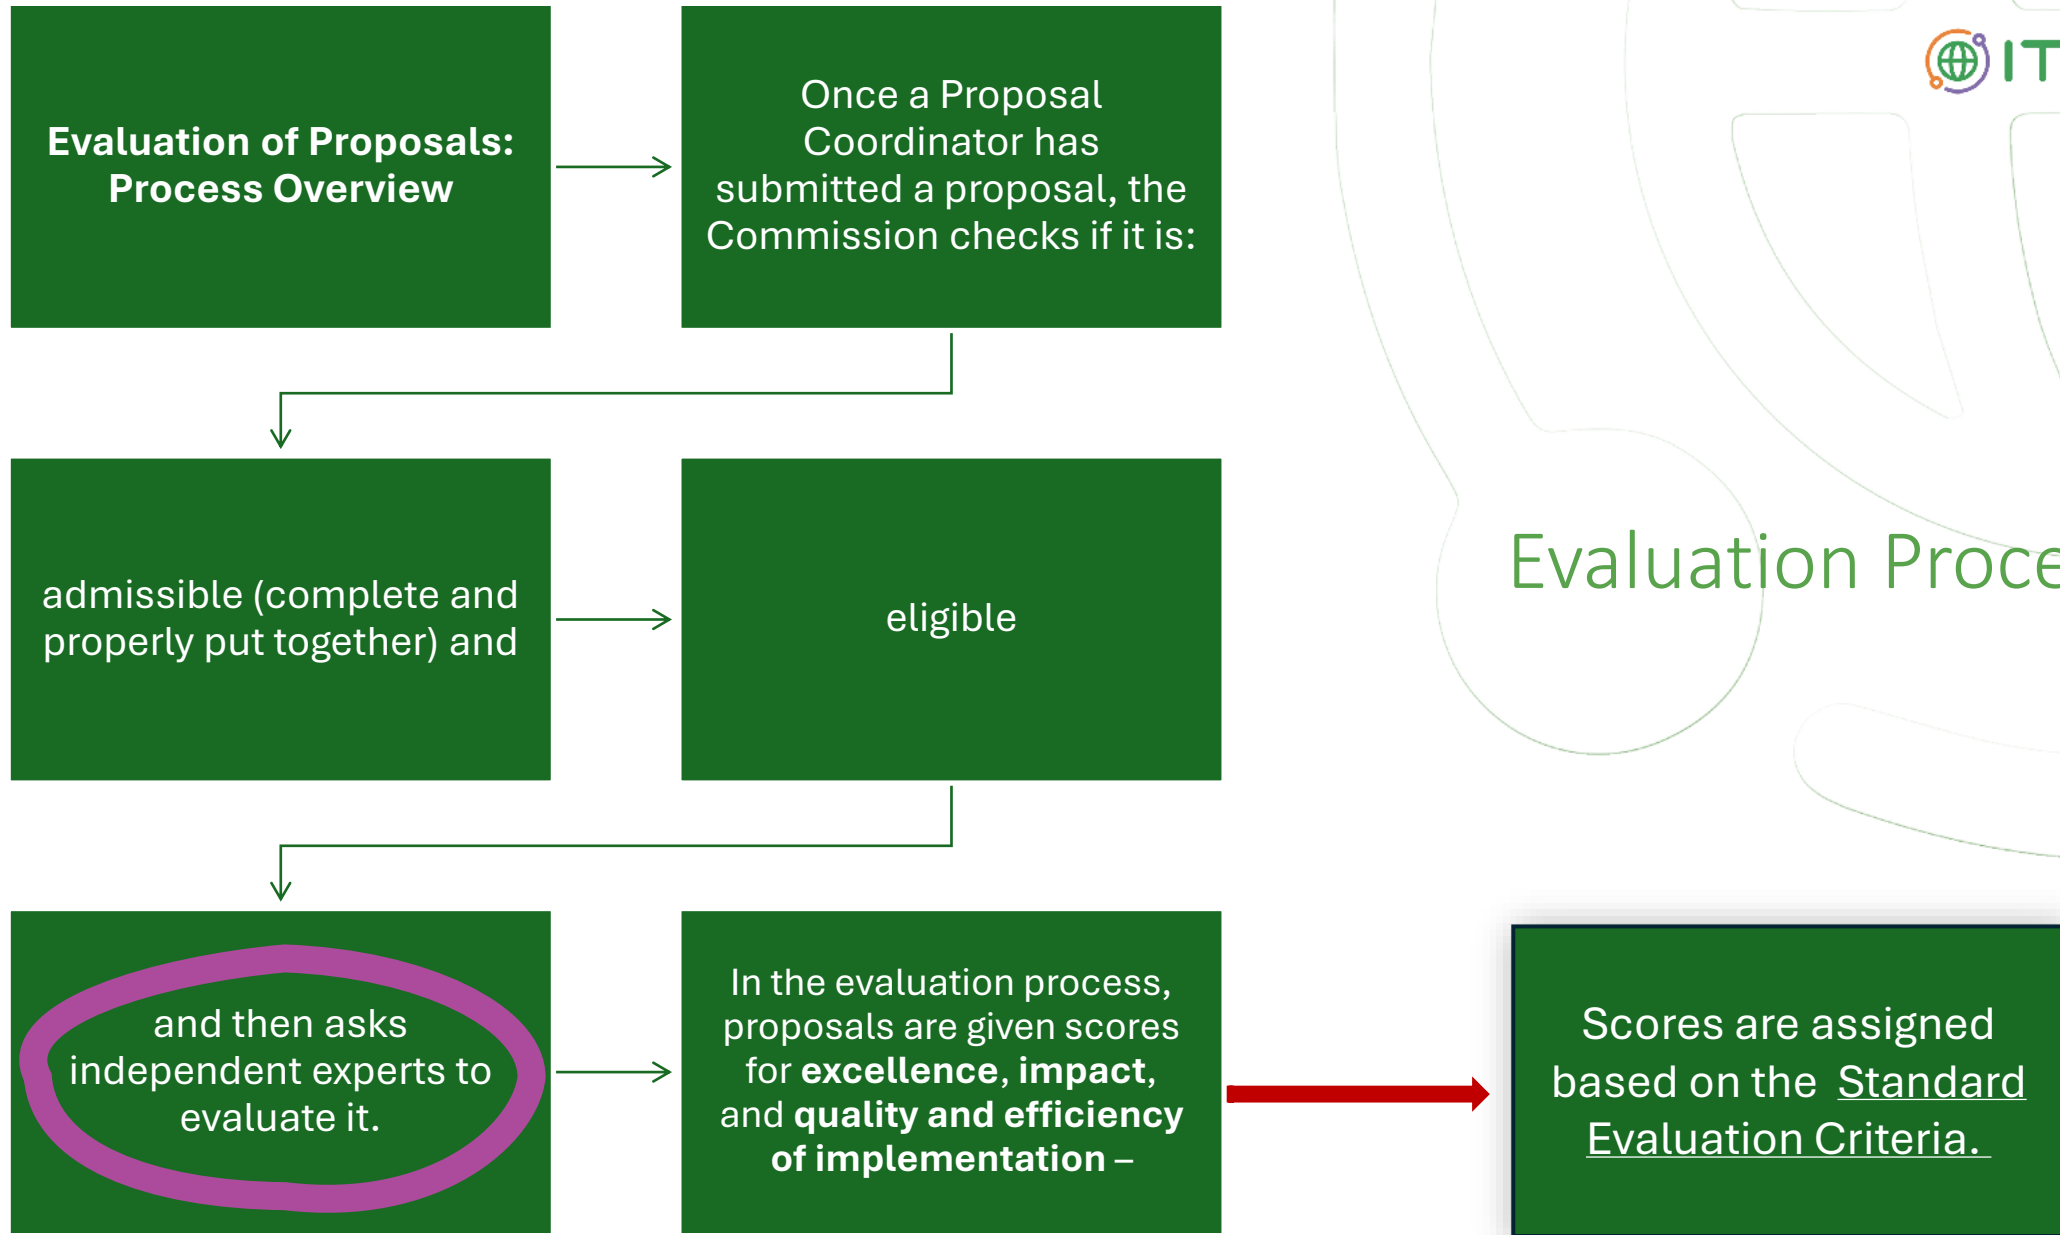 Evaluation of Proposals:
Process Overview
Once a Proposal
Coordinator has
submitted a proposal, the
Commission checks if it is:
admissible (complete and
properly put together) and
eligible
and then asks
independent experts to
evaluate it.
In the evaluation process,
proposals are given scores
for excellence, impact,
and quality and efficiency
of implementation –
Scores are assigned
based on the Standard
Evaluation Criteria.
IT
Evaluation Proce